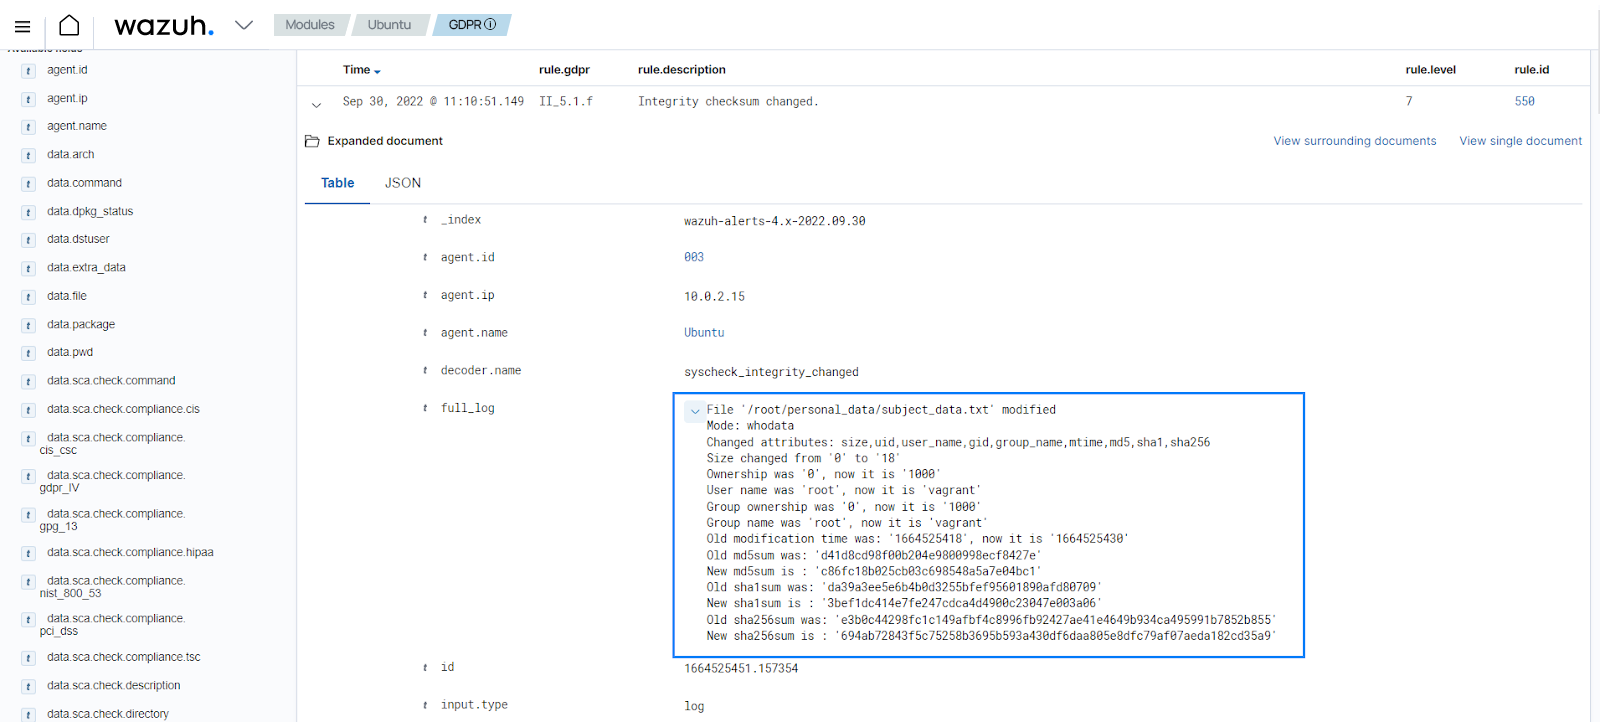 wazuh.
Modules
Ubuntu
GDPR
Available fields
t agent.id
t agent.ip
t agent.name
t data.arch
t data.command
t data.dpkg_status
t data.dstuser
t data.extra_data
t data.file
t data.package
t data.pwd
t data.sca.check.command
t data.sca.check.compliance.cis
t data.sca.check.compliance.
cis_csc
t data.sca.check.compliance.
gdpr_IV
t data.sca.check.compliance.
gpg_13
t data.sca.check.compliance.hipaa
t data.sca.check.compliance.
nist_800_53
t data.sca.check.compliance.
pci_dss
t data.sca.check.compliance.tsc
t data.sca.check.description
t data.sca.check.directory
Time rule.gdpr rule.description rule.level rule.id
Sep 30, 2022 @ 11:10:51.149 II_5.1.f Integrity checksum changed. 7 550
Expanded document View surrounding documents View single document
Table JSON
t _index wazuh-alerts-4.x-2022.09.30
t agent.id 003
t agent.ip 10.0.2.15
t agent.name Ubuntu
t decoder.name syscheck_integrity_changed
t full_log File '/root/personal_data/subject_data.txt' modified
Mode: whodata
Changed attributes: size,uid,user_name,gid,group_name,mtime,md5,sha1,sha256
Size changed from '0' to '18'
Ownership was '0', now it is '1000'
User name was 'root', now it is 'vagrant'
Group ownership was '0', now it is '1000'
Group name was 'root', now it is 'vagrant'
Old modification time was: '1664525418', now it is '1664525430'
Old md5sum was: 'd41d8cd98f00b204e9800998ecf8427e'
New md5sum is : 'c86fc18b025cb03c698548a5a7e04bc1'
Old sha1sum was: 'da39a3ee5e6b4b0d3255bfef95601890afd80709'
New sha1sum is : '3bef1dc414e7fe247cdca4d4900c23047e003a06'
Old sha256sum was: 'e3b0c44298fc1c149afbf4c8996fb92427ae41e4649b934ca495991b7852b855'
New sha256sum is : '694ab72843f5c75258b3695b593a430df6daa805e8dfc79af07aeda182cd35a9'
t id 1664525451.157354
t input.type log